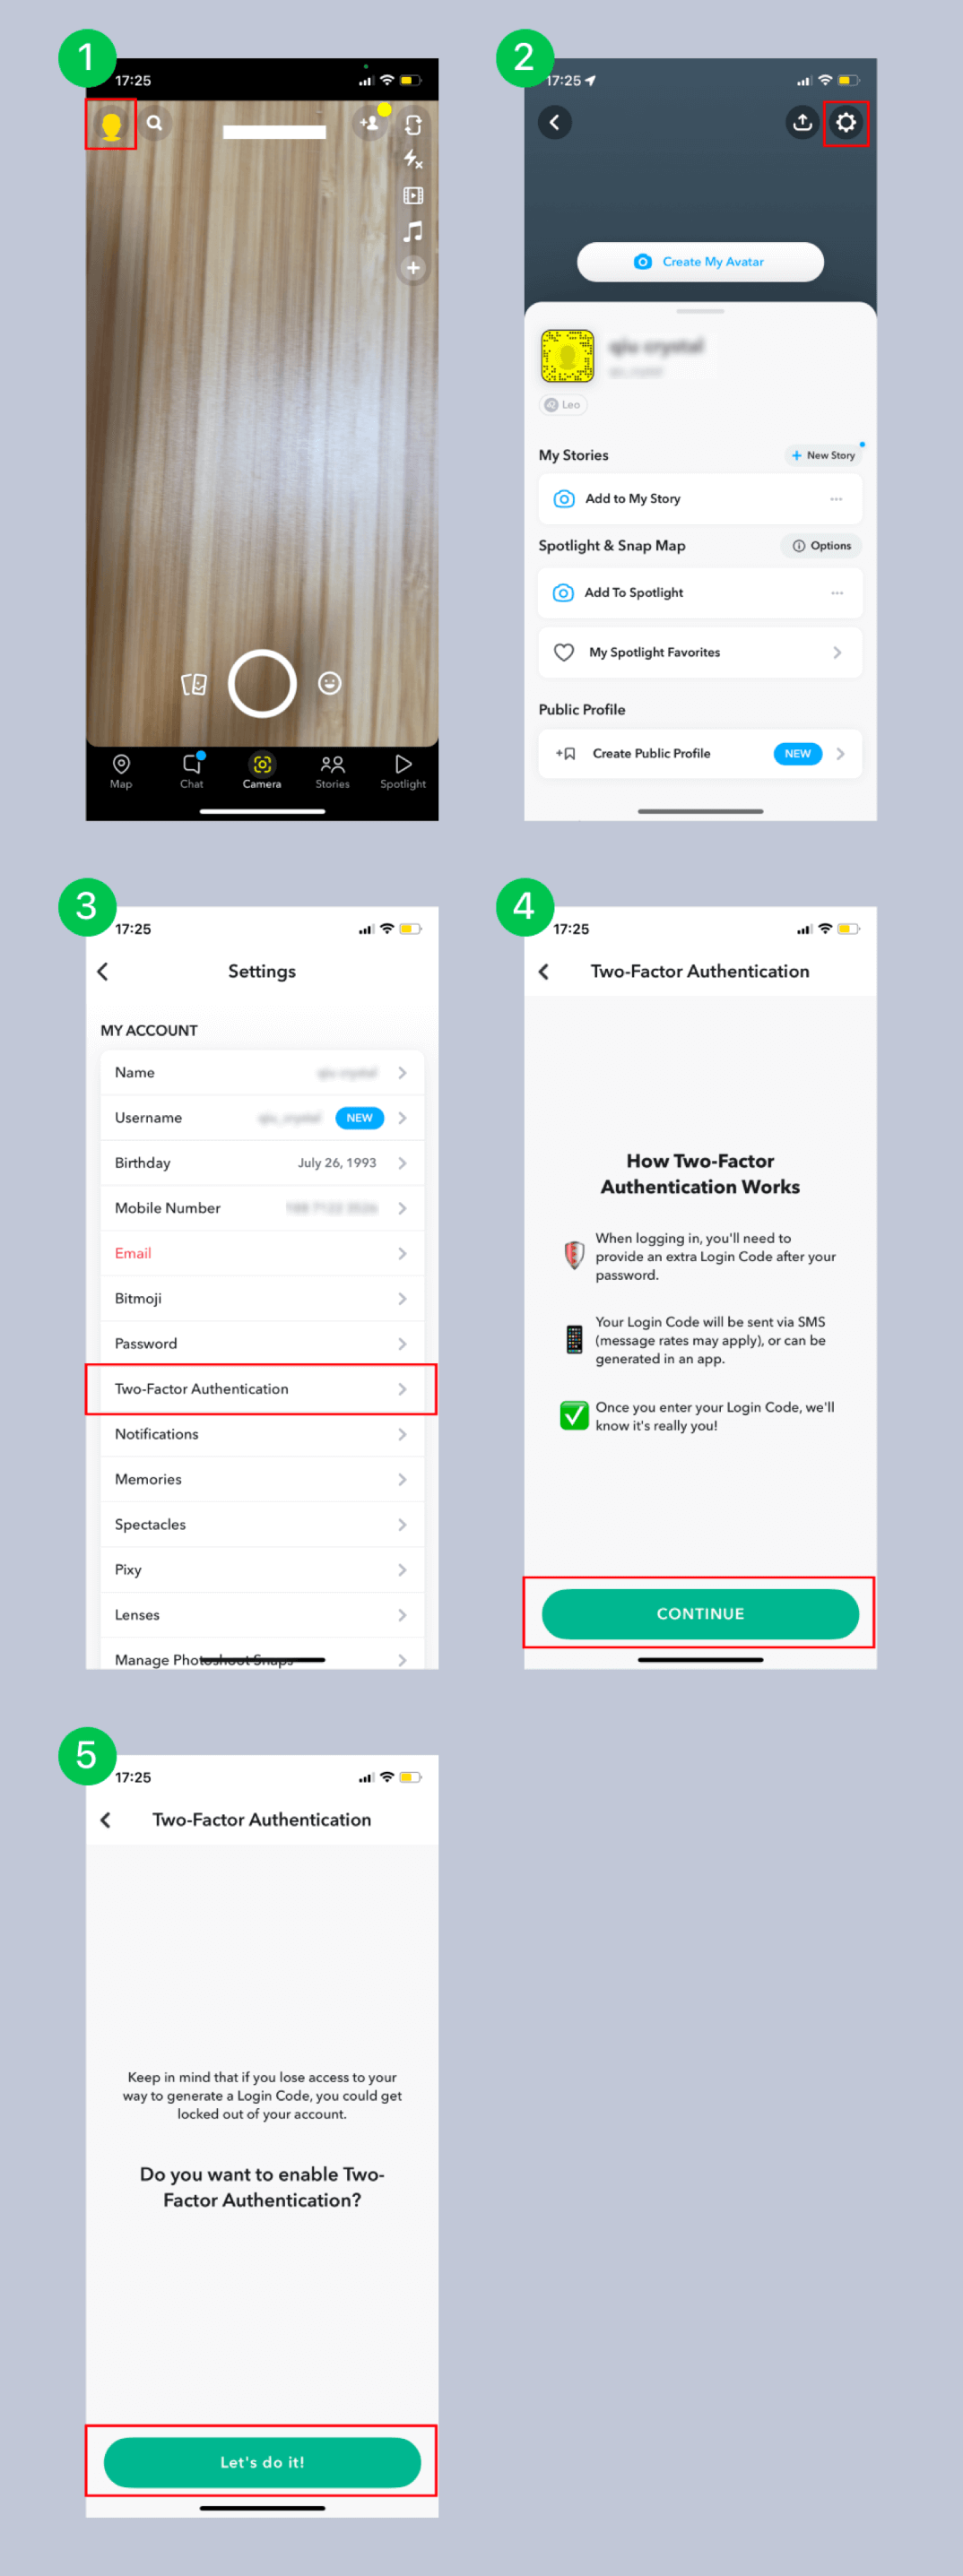 1
17:25
Map
Chat
Camera
Stories
Spotlight
2
17:25
Create My Avatar
Leo
My Stories
+ New Story
Add to My Story
Spotlight & Snap Map
Options
Add To Spotlight
My Spotlight Favorites
Public Profile
Create Public Profile
NEW
3
17:25
Settings
MY ACCOUNT
Name
Username
NEW
Birthday
July 26, 1993
Mobile Number
Email
Bitmoji
Password
Two-Factor Authentication
Notifications
Memories
Spectacles
Pixy
Lenses
Manage Photoshoot Snaps
4
17:25
Two-Factor Authentication
How Two-Factor
Authentication Works
When logging in, you'll need to
provide an extra Login Code after your
password.
Your Login Code will be sent via SMS
(message rates may apply), or can be
generated in an app.
Once you enter your Login Code, we'll
know it's really you!
CONTINUE
5
17:25
Two-Factor Authentication
Keep in mind that if you lose access to your
way to generate a Login Code, you could get
locked out of your account.
Do you want to enable Two-
Factor Authentication?
Let's do it!